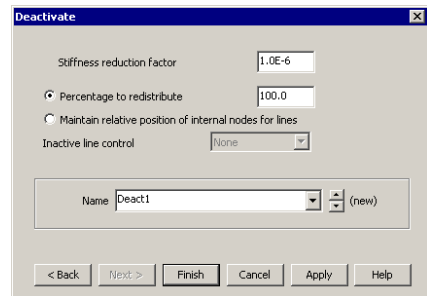 Deactivate
Stiffness reduction factor 1.0E-6
Percentage to redistribute 100.0
Maintain relative position of internal nodes for lines
Inactive line control None
Name Deact1 (new)
< Back Next > Finish Cancel Apply Help